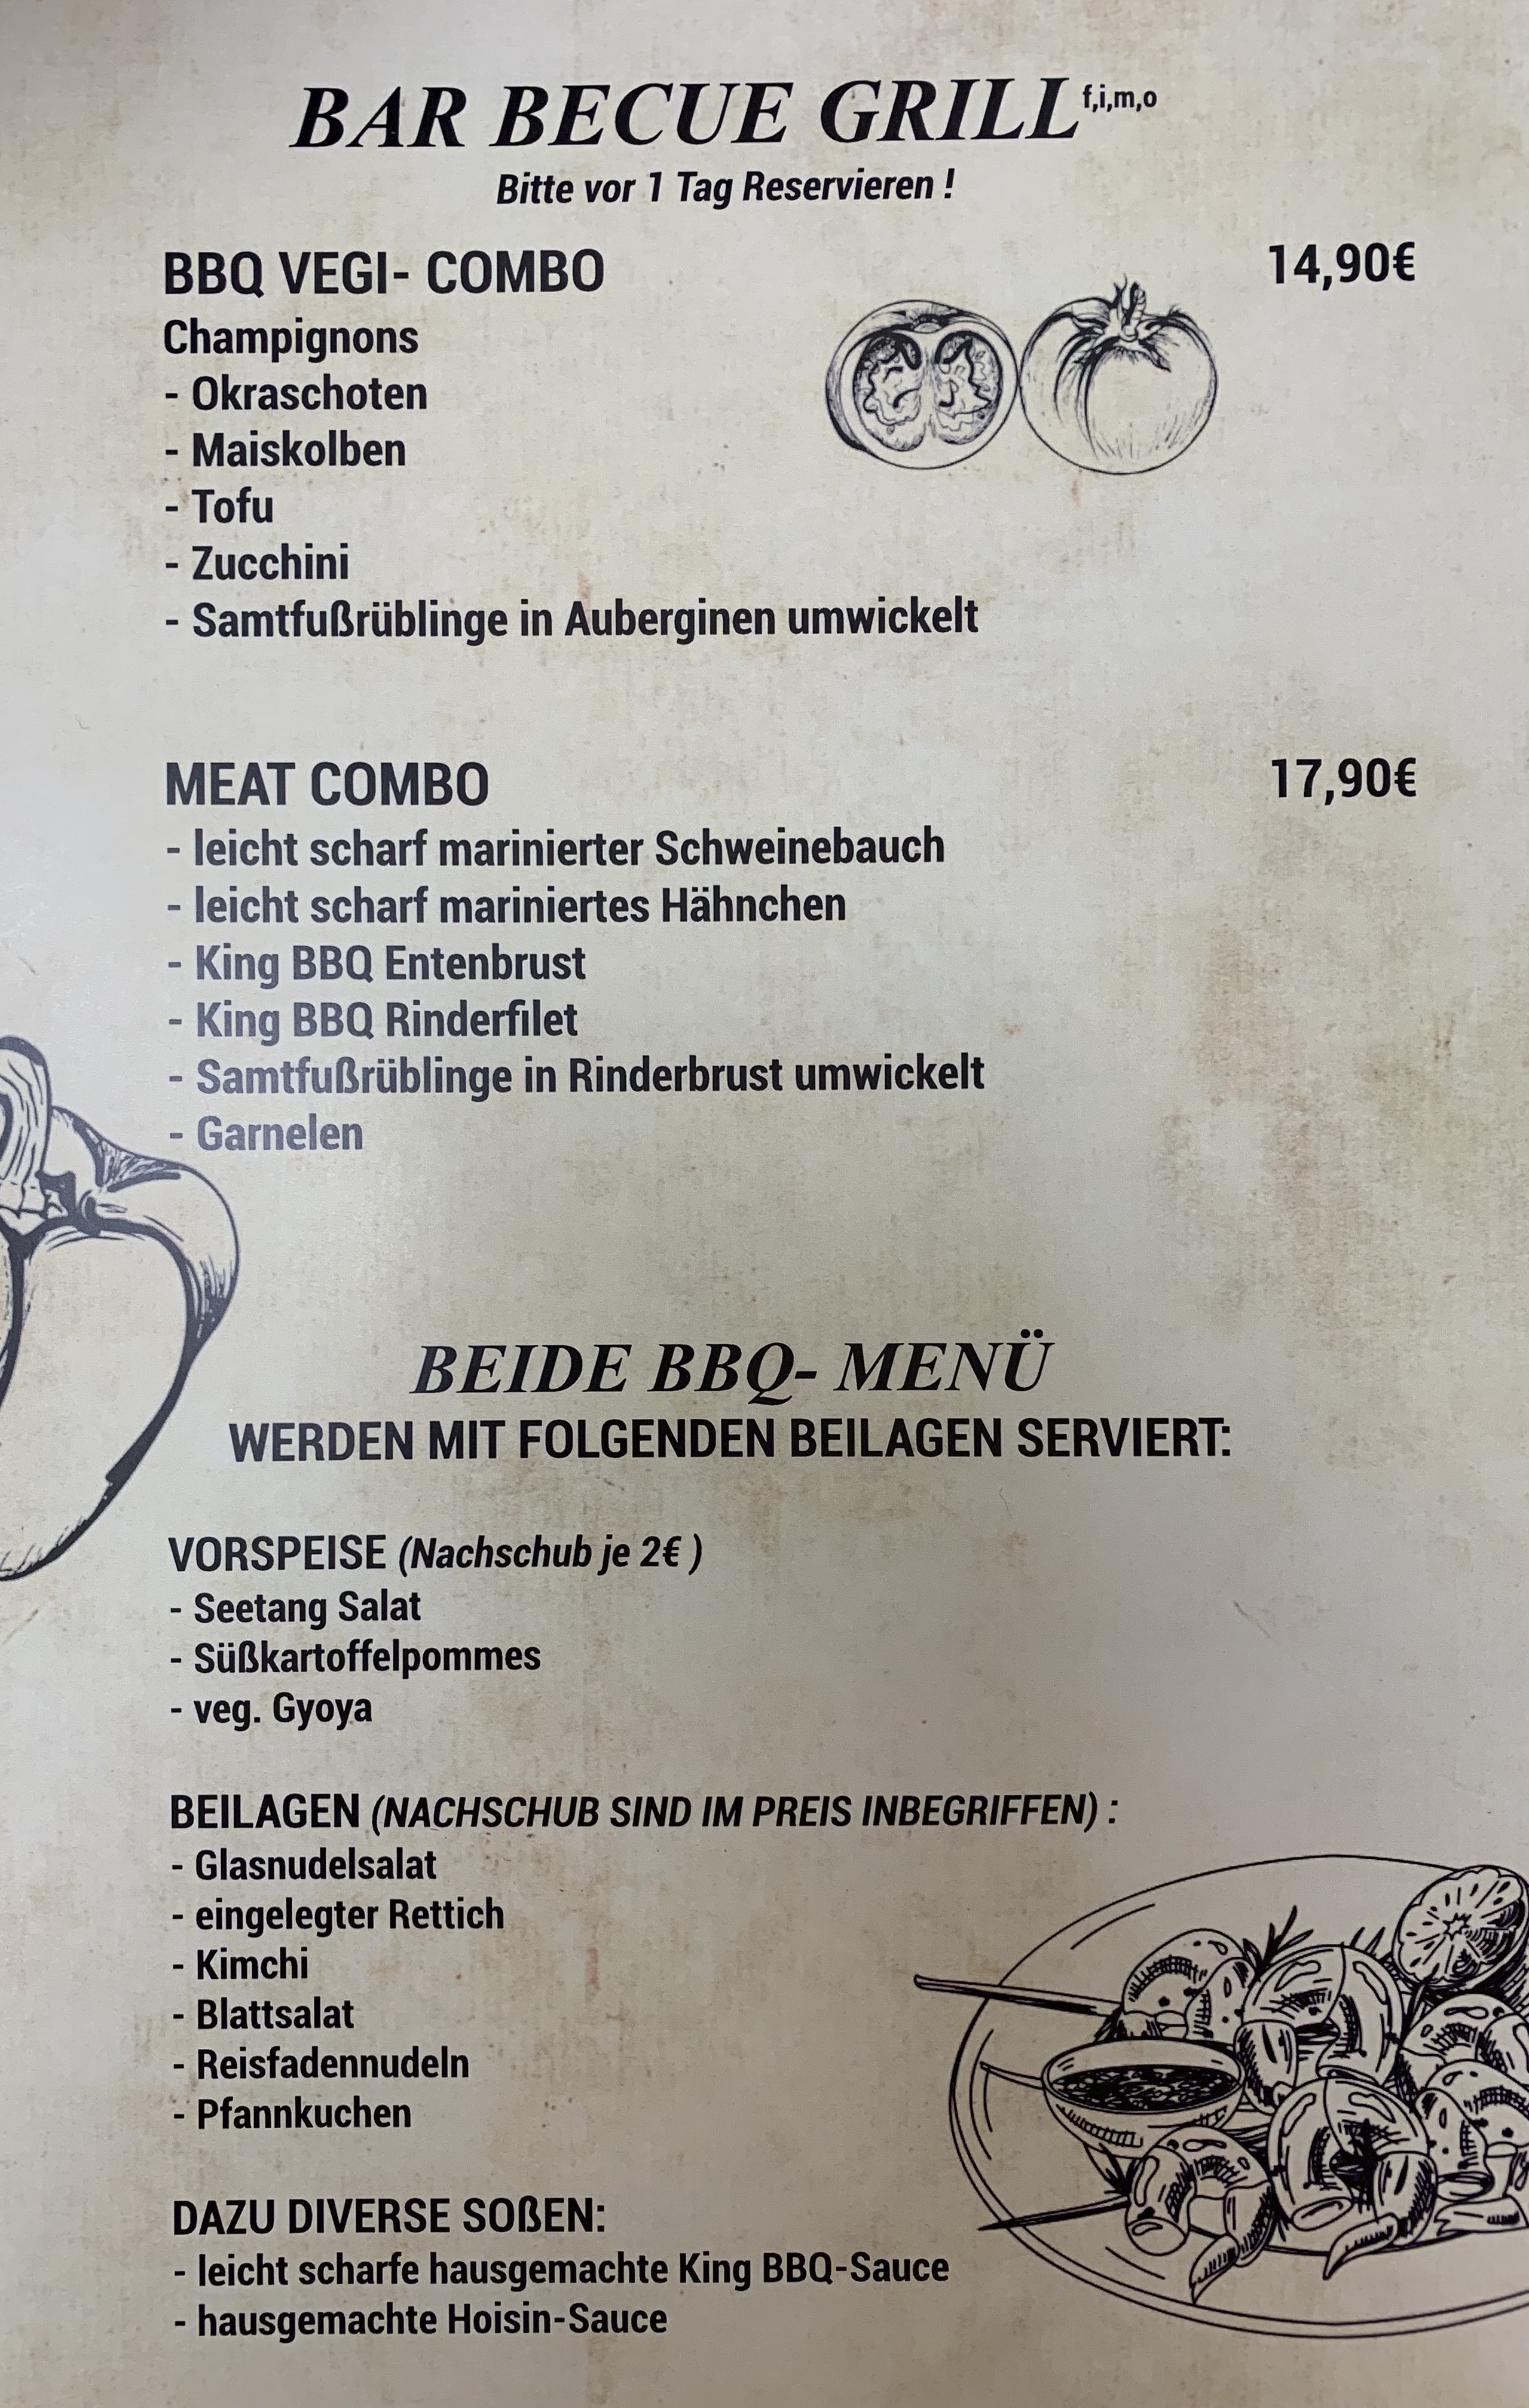 BAR BECUE GRILL f,i,m,o
Bitte vor 1 Tag Reservieren !
BBQ VEGI- COMBO 14,90€
Champignons
- Okraschoten
- Maiskolben
- Tofu
- Zucchini
- Samtfußrüblinge in Auberginen umwickelt
MEAT COMBO 17,90€
- leicht scharf marinierter Schweinebauch
- leicht scharf mariniertes Hähnchen
- King BBQ Entenbrust
- King BBQ Rinderfilet
- Samtfußrüblinge in Rinderbrust umwickelt
- Garnelen
BEIDE BBQ- MENÜ
WERDEN MIT FOLGENDEN BEILAGEN SERVIERT:
VORSPEISE (Nachschub je 2€ )
- Seetang Salat
- Süßkartoffelpommes
- veg. Gyoya
BEILAGEN (NACHSCHUB SIND IM PREIS INBEGRIFFEN) :
- Glasnudelsalat
- eingelegter Rettich
- Kimchi
- Blattsalat
- Reisfadennudeln
- Pfannkuchen
DAZU DIVERSE SOßEN:
- leicht scharfe hausgemachte King BBQ-Sauce
- hausgemachte Hoisin-Sauce